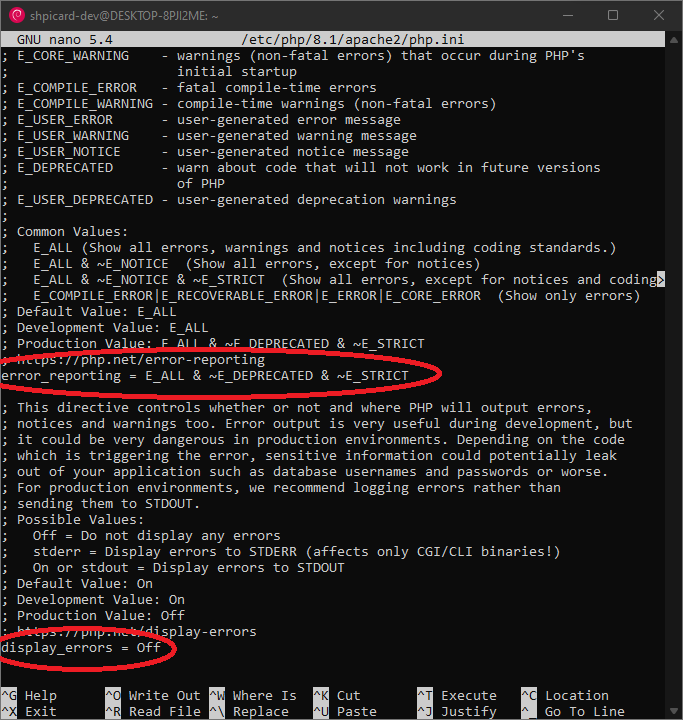 shpicard-dev@DESKTOP-8PJI2ME: ~
GNU nano 5.4 /etc/php/8.1/apache2/php.ini
; E_CORE_WARNING    - warnings (non-fatal errors) that occur during PHP's
;                     initial startup
; E_COMPILE_ERROR   - fatal compile-time errors
; E_COMPILE_WARNING - compile-time warnings (non-fatal errors)
; E_USER_ERROR      - user-generated error message
; E_USER_WARNING    - user-generated warning message
; E_USER_NOTICE     - user-generated notice message
; E_DEPRECATED      - warn about code that will not work in future versions
;                     of PHP
; E_USER_DEPRECATED - user-generated deprecation warnings
;
; Common Values:
;   E_ALL (Show all errors, warnings and notices including coding standards.)
;   E_ALL & ~E_NOTICE  (Show all errors, except for notices)
;   E_ALL & ~E_NOTICE & ~E_STRICT  (Show all errors, except for notices and coding>
;   E_COMPILE_ERROR|E_RECOVERABLE_ERROR|E_ERROR|E_CORE_ERROR  (Show only errors)
; Default Value: E_ALL
; Development Value: E_ALL
; Production Value: E_ALL & ~E_DEPRECATED & ~E_STRICT
; https://php.net/error-reporting
error_reporting = E_ALL & ~E_DEPRECATED & ~E_STRICT
; This directive controls whether or not and where PHP will output errors,
; notices and warnings too. Error output is very useful during development, but
; it could be very dangerous in production environments. Depending on the code
; which is triggering the error, sensitive information could potentially leak
; out of your application such as database usernames and passwords or worse.
; For production environments, we recommend logging errors rather than
; sending them to STDOUT.
; Possible Values:
;   Off = Do not display any errors
;   stderr = Display errors to STDERR (affects only CGI/CLI binaries!)
;   On or stdout = Display errors to STDOUT
; Default Value: On
; Development Value: On
; Production Value: Off
; https://php.net/display-errors
display_errors = Off
^G Help ^O Write Out ^W Where Is ^K Cut ^T Execute ^C Location
^X Exit ^R Read File ^\ Replace ^U Paste ^J Justify ^_ Go To Line